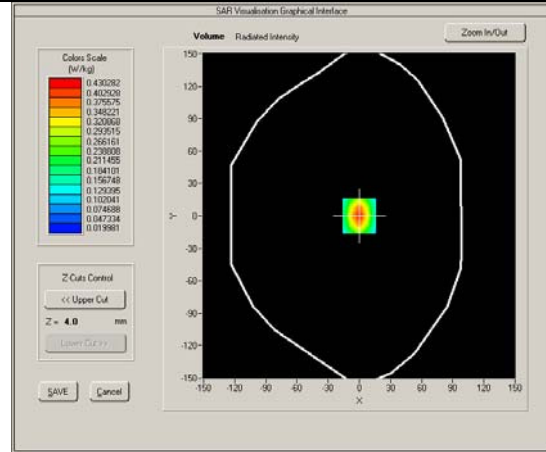 SAR Visualisation Graphical Interface
Volume Radiated Intensity
Zoom In/Out
Colors Scale
(W/kg)
0.430282
0.402928
0.375575
0.348221
0.320868
0.293515
0.266161
0.238808
0.211455
0.184101
0.156748
0.129395
0.102041
0.074688
0.047334
0.019981
Z-Cuts Control
<< Upper Cut
Z = 4.0 mm
Lower Cut >>
SAVE
Cancel
150
120
90
60
30
0
-30
-60
-90
-120
-150
Y
-150 -120 -90 -60 -30 0 30 60 90 120 150
X